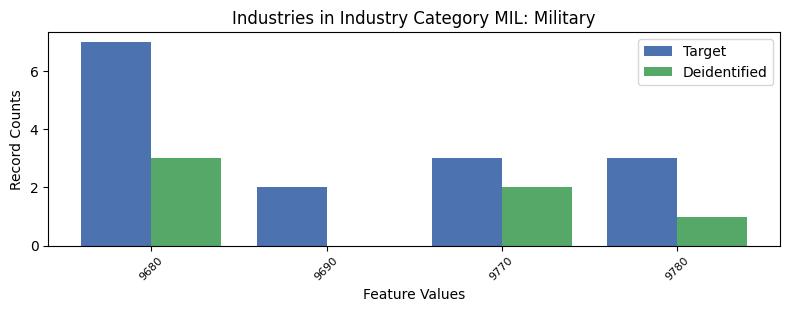 Industries in Industry Category MIL: Military
Target
Deidentified
Record Counts
6
4
2
0
9680
9690
9770
9780
Feature Values